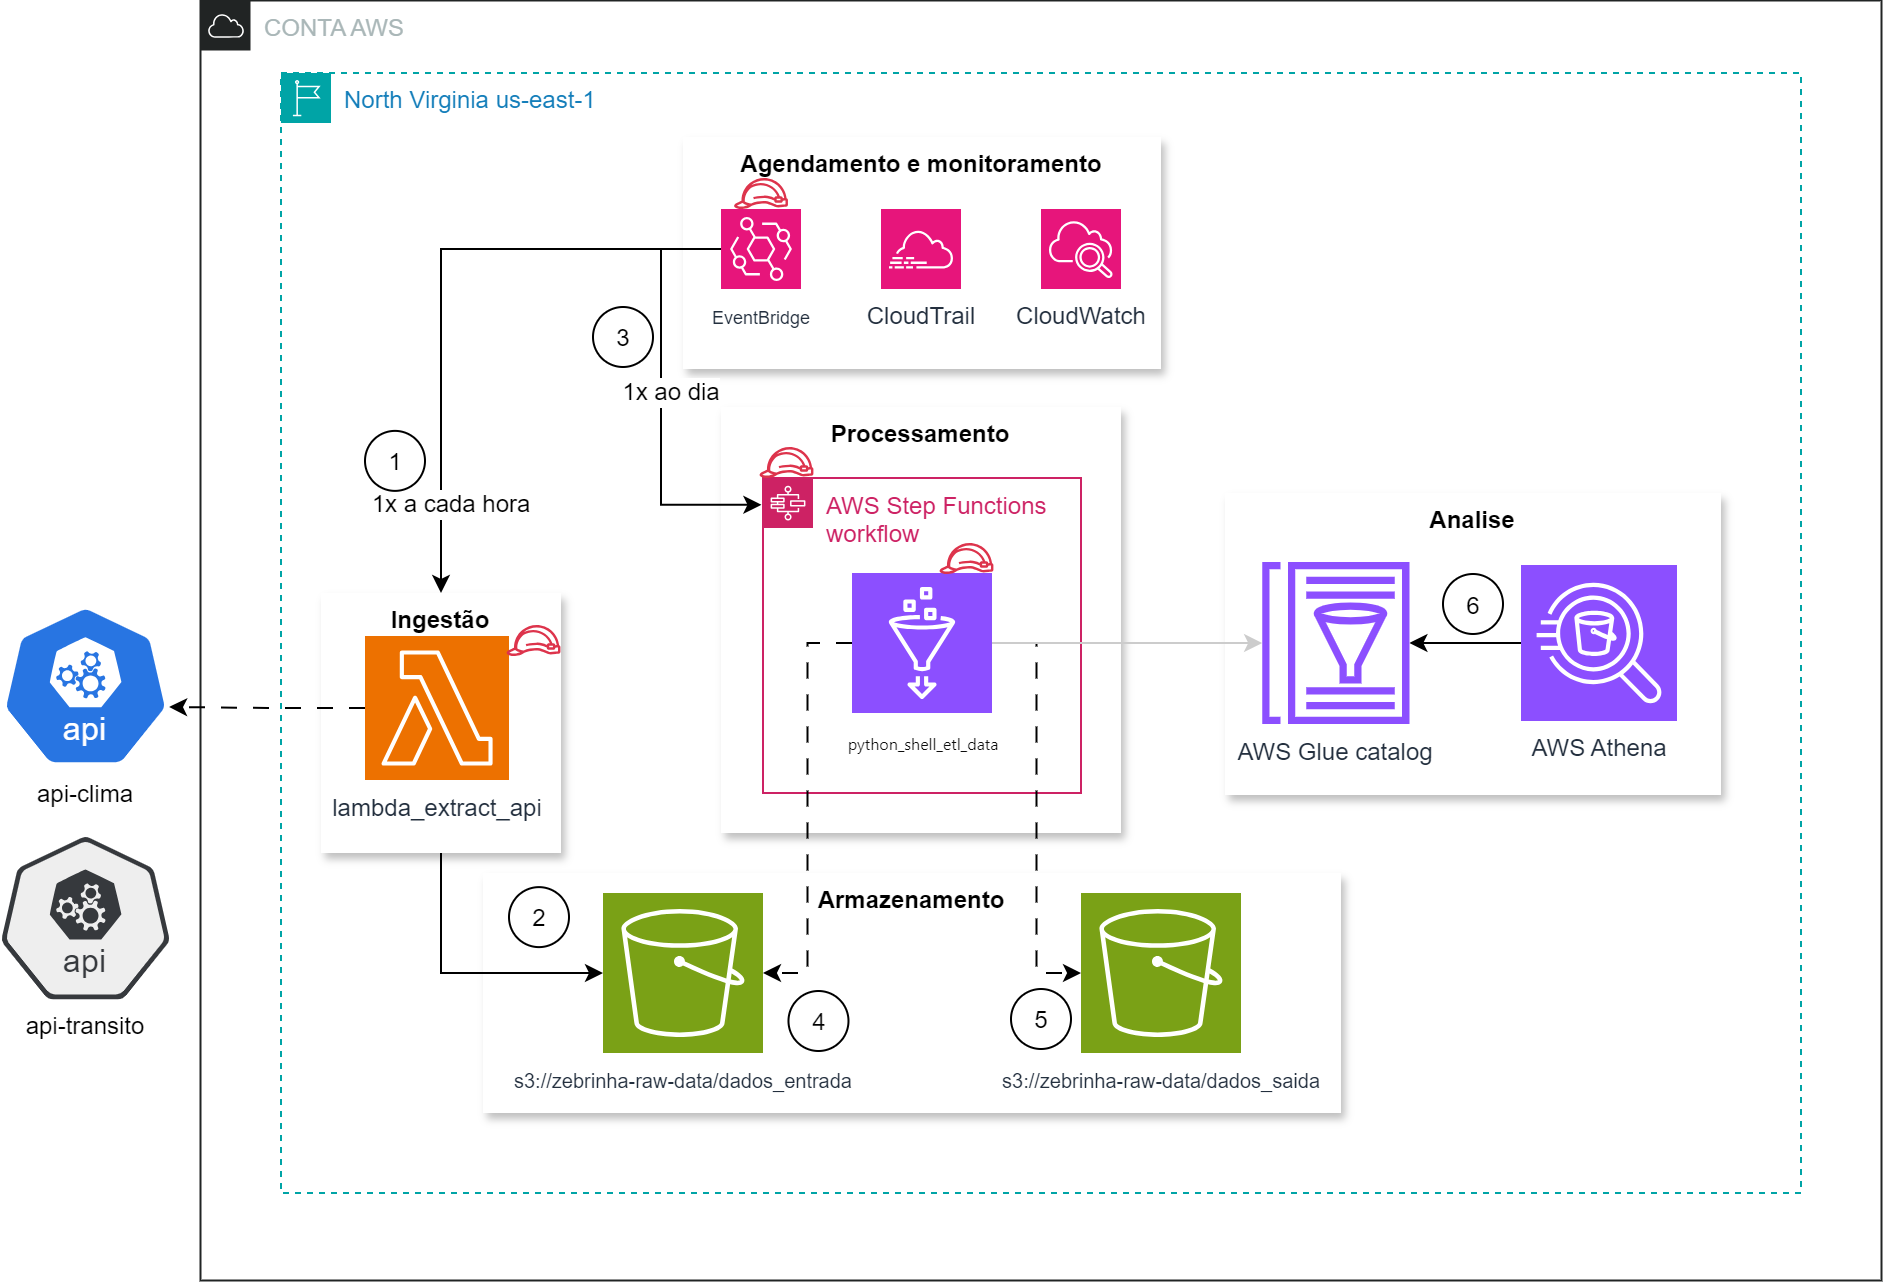 CONTA AWS
North Virginia us-east-1
Agendamento e monitoramento
EventBridge
CloudTrail
CloudWatch
3
1x ao dia
1
1x a cada hora
Processamento
AWS Step Functions
workflow
python_shell_etl_data
Analise
6
AWS Glue catalog
AWS Athena
Ingestão
lambda_extract_api
api
api-clima
api
api-transito
Armazenamento
2
4
5
s3://zebrinha-raw-data/dados_entrada
s3://zebrinha-raw-data/dados_saida